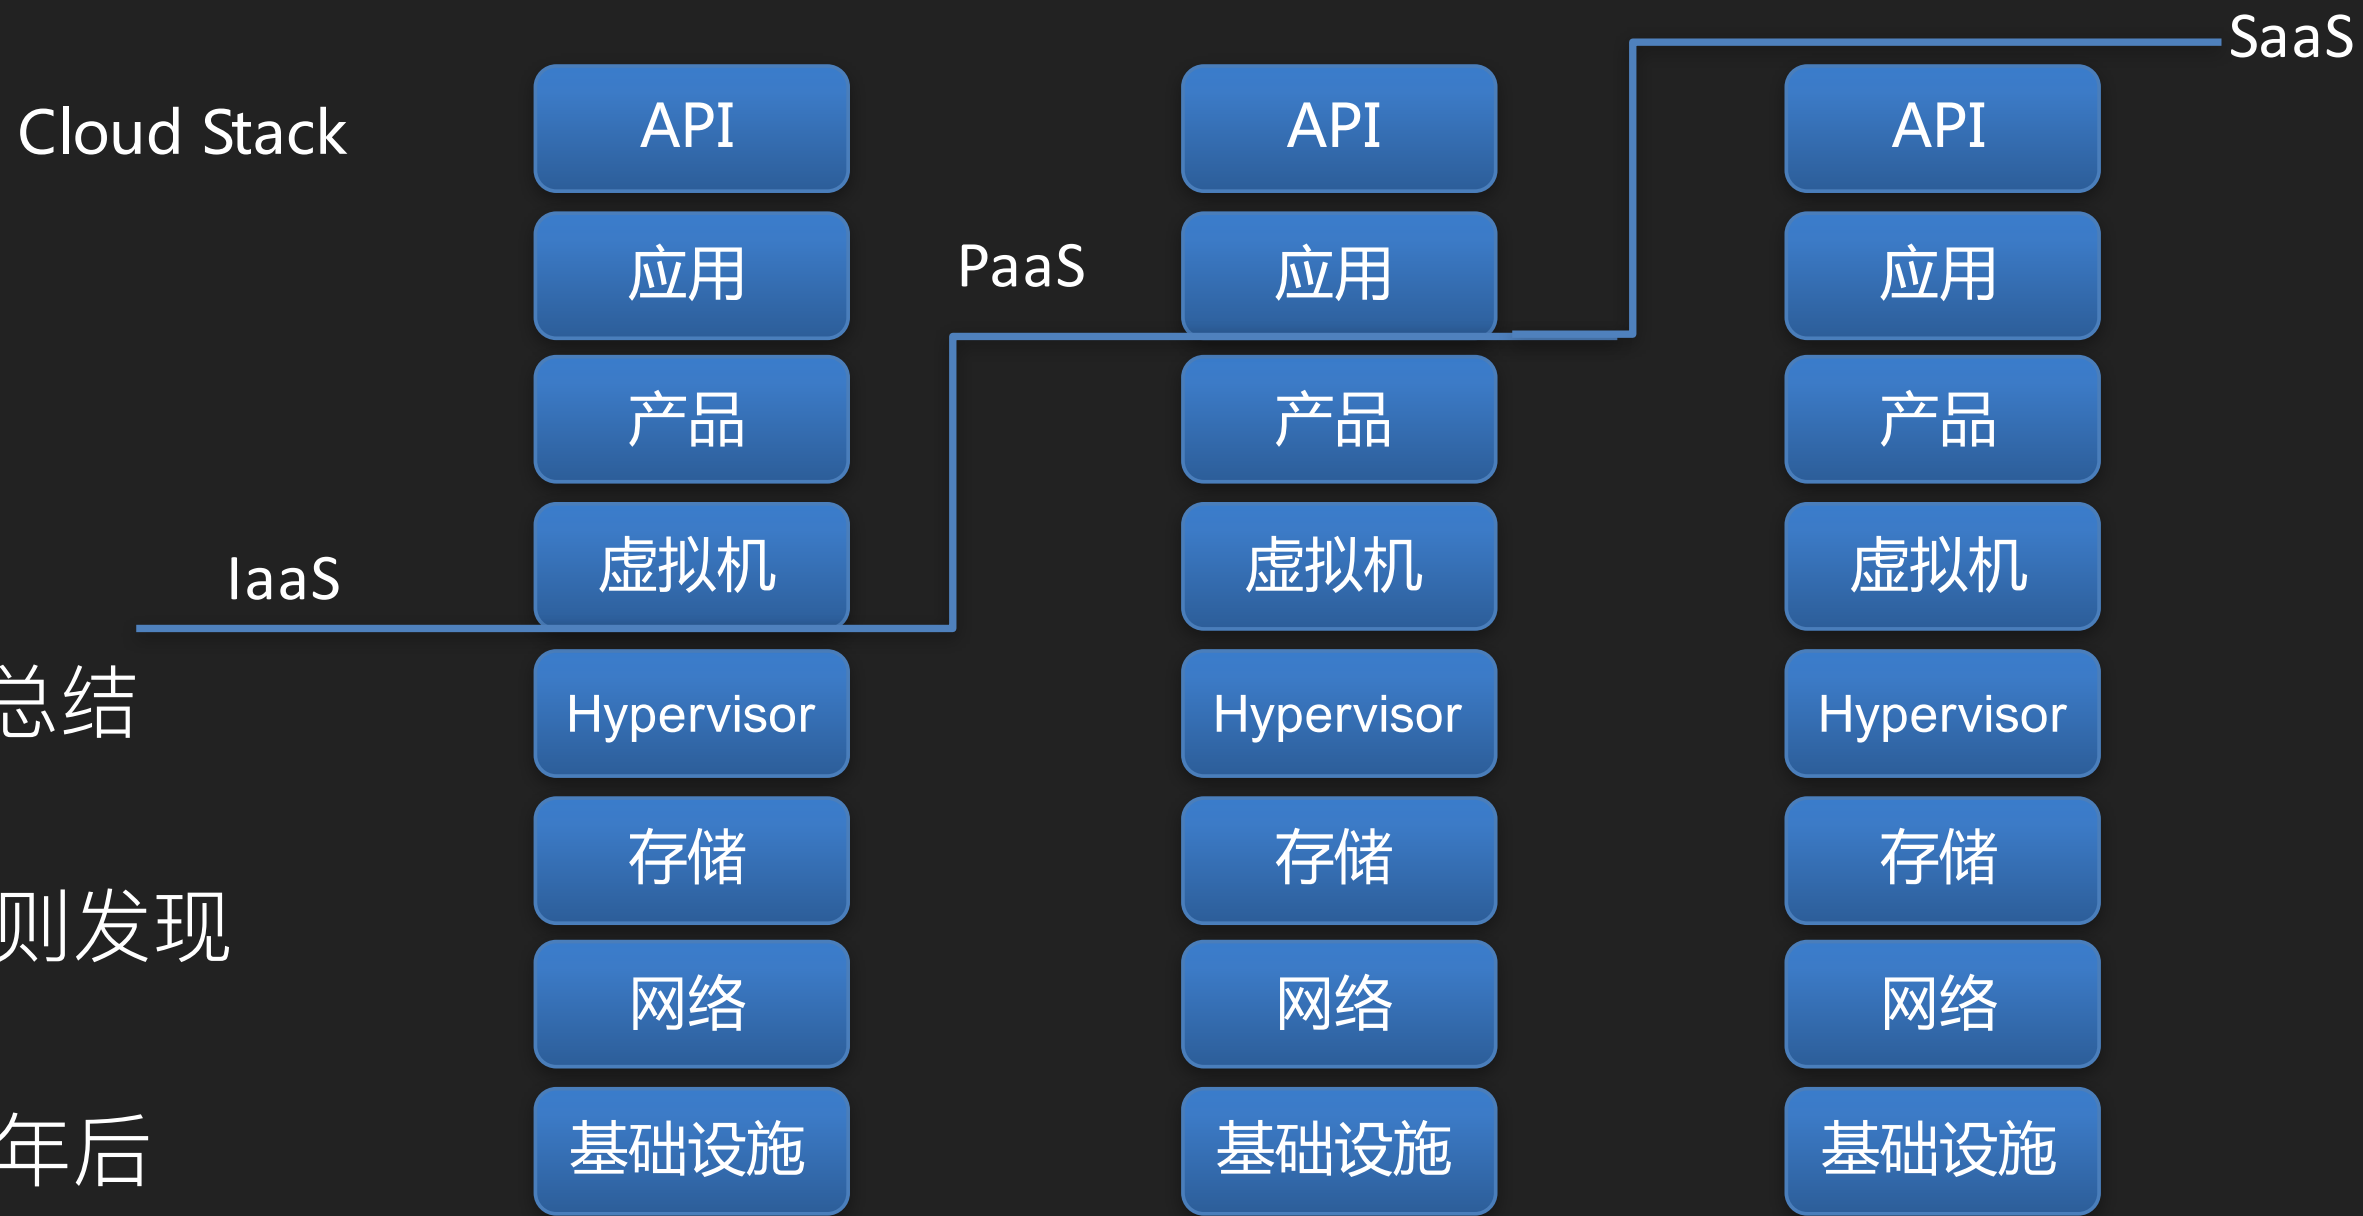 SaaS
Cloud Stack
API API API
PaaS
应用 应用 应用
产品 产品 产品
IaaS
虚拟机 虚拟机 虚拟机
总结
Hypervisor Hypervisor Hypervisor
存储 存储 存储
则发现
网络 网络 网络
年后
基础设施 基础设施 基础设施